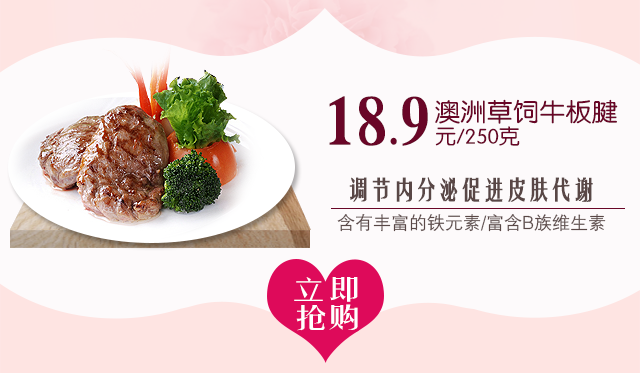 18.9 澳洲草饲牛板腱
元/250克
调节内分泌促进皮肤代谢
含有丰富的铁元素/富含B族维生素
立即
抢购